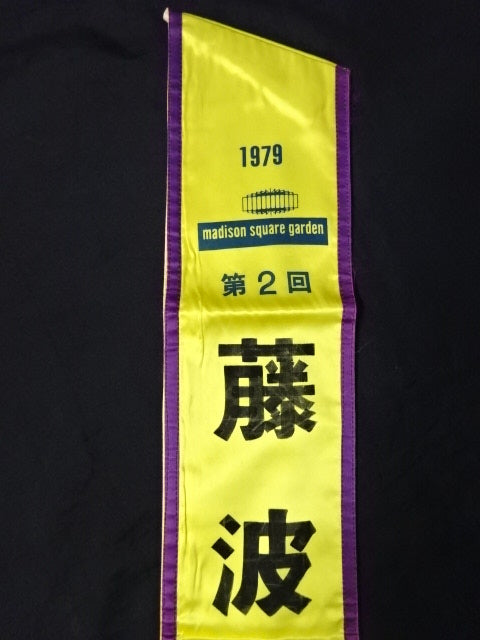 1979
madison square garden
第2回
藤波